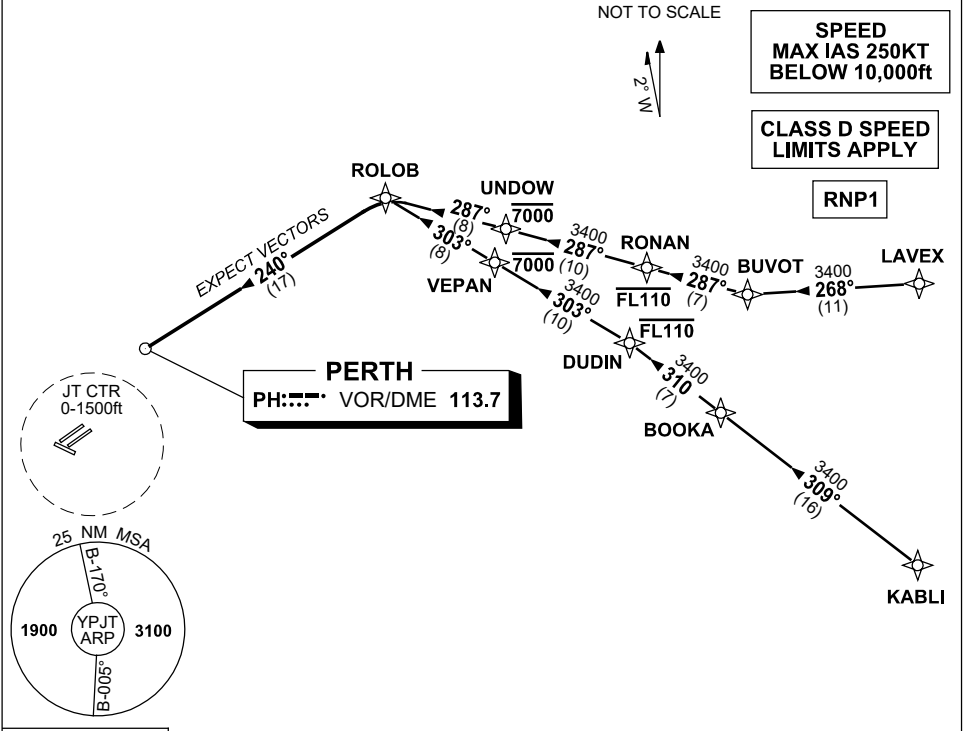 NOT TO SCALE
2° W
SPEED
MAX IAS 250KT
BELOW 10,000ft
CLASS D SPEED
LIMITS APPLY
RNP1
ROLOB
UNDOW
7000
287°
(8)
303°
(8)
EXPECT VECTORS
240°
(17)
VEPAN
7000
3400
287°
(10)
RONAN
FL110
3400
287°
(7)
BUVOT
3400
268°
(11)
LAVEX
3400
303°
(10)
FL110
DUDIN
3400
310
(7)
BOOKA
3400
309°
(16)
KABLI
PERTH
PH VOR/DME 113.7
JT CTR
0-1500ft
25 NM MSA
B-170°
1900
YPJT
ARP
3100
B-005°